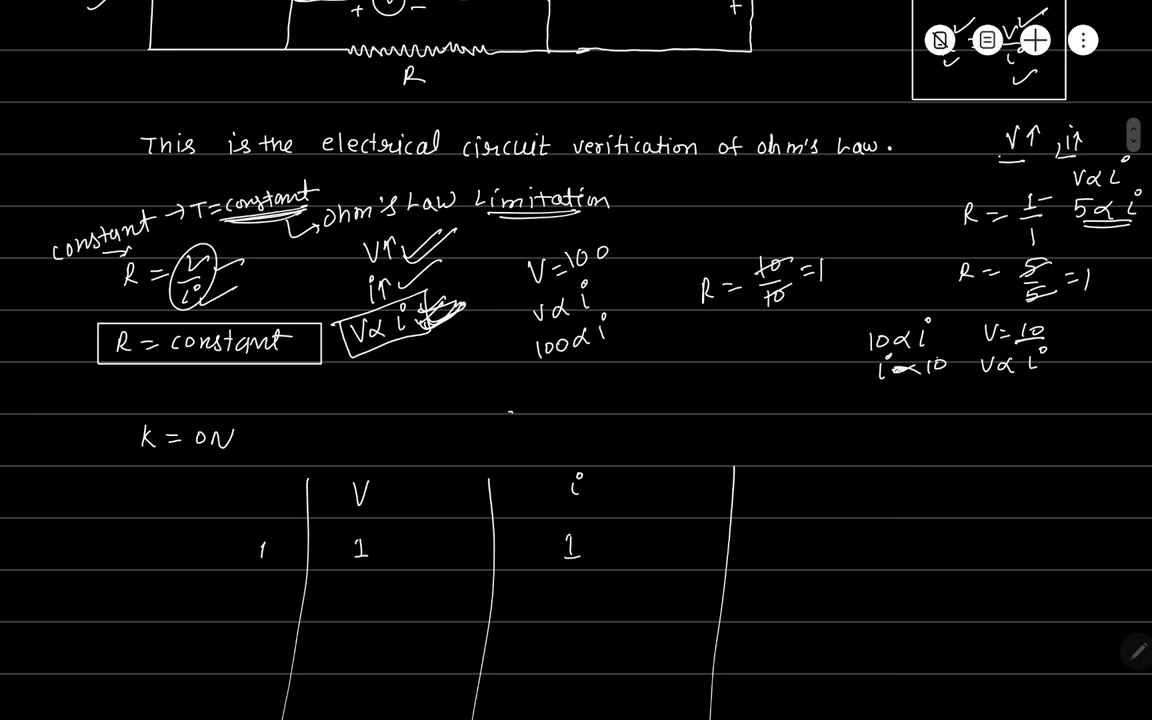 + V -
+
R
V
i
This is the electrical circuit verification of ohm's Law.
V↑, i↑
V∝i
constant → T=constant → Ohm's Law Limitation
R = 1/1
5∝i
R = V/i
V↑
i↑
V∝i
R = constant
V=100
V∝i
100∝i
R = 10/10 =1
R = 5/5 =1
10∝i
i∝10
V=10
V∝i
K = ON
V i
1 1 1